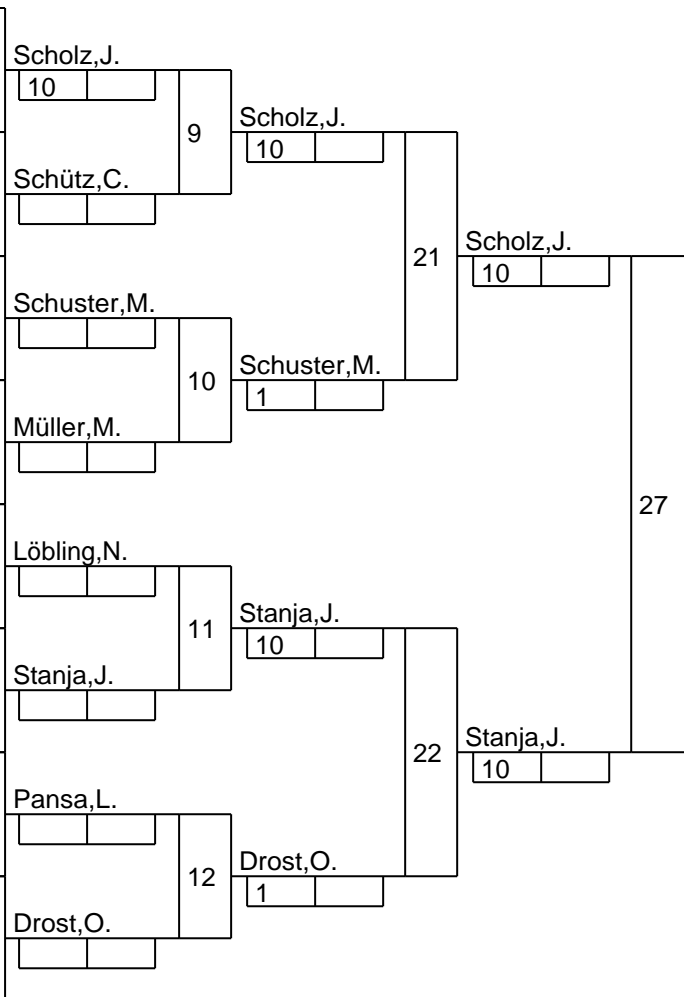 Scholz,J.
10
9
Scholz,J.
10
Schütz,C.
21
Scholz,J.
10
Schuster,M.
10
Schuster,M.
1
Müller,M.
27
Löbling,N.
11
Stanja,J.
10
Stanja,J.
22
Stanja,J.
10
Pansa,L.
12
Drost,O.
1
Drost,O.